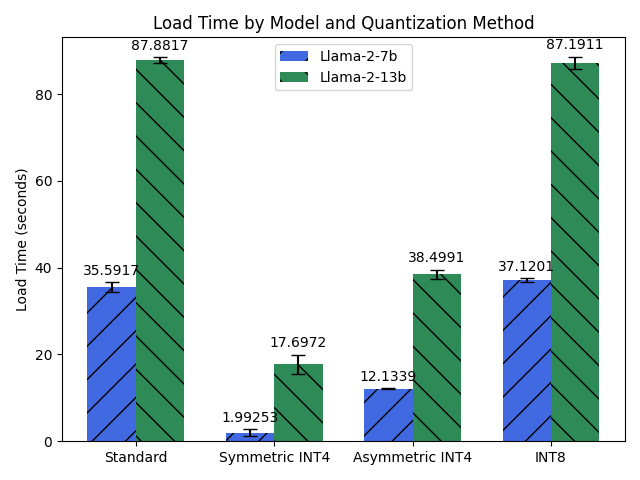 Load Time by Model and Quantization Method
Llama-2-7b
Llama-2-13b
Load Time (seconds)
80
60
40
20
0
35.5917
87.8817
1.99253
17.6972
12.1339
38.4991
37.1201
87.1911
Standard
Symmetric INT4
Asymmetric INT4
INT8